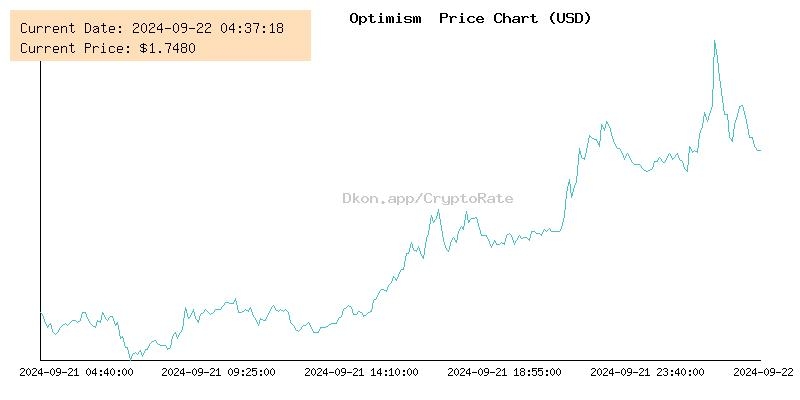 Optimism  Price Chart (USD)
Current Date: 2024-09-22 04:37:18
Current Price: $1.7480
Dkon.app/CryptoRate
2024-09-21 04:40:00 2024-09-21 09:25:00 2024-09-21 14:10:00 2024-09-21 18:55:00 2024-09-21 23:40:00 2024-09-22